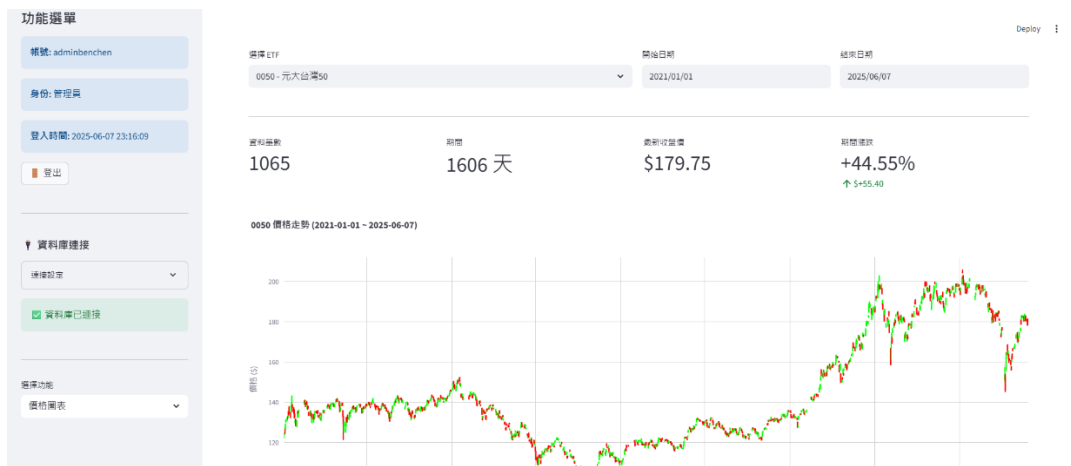 功能選單
帳號: adminbenchen
身份: 管理員
登入時間: 2025-06-07 23:16:09
登出
資料庫連接
連接設定
資料庫已連接
選擇功能
價格圖表
Deploy
選擇 ETF
開始日期
結束日期
0050 - 元大台灣50
2021/01/01
2025/06/07
資料筆數
期間
最新收盤價
期間漲跌
1065
1606 天
$179.75
+44.55%
$+55.40
0050 價格走勢 (2021-01-01 ~ 2025-06-07)
200
180
160
140
120
價格 ($)